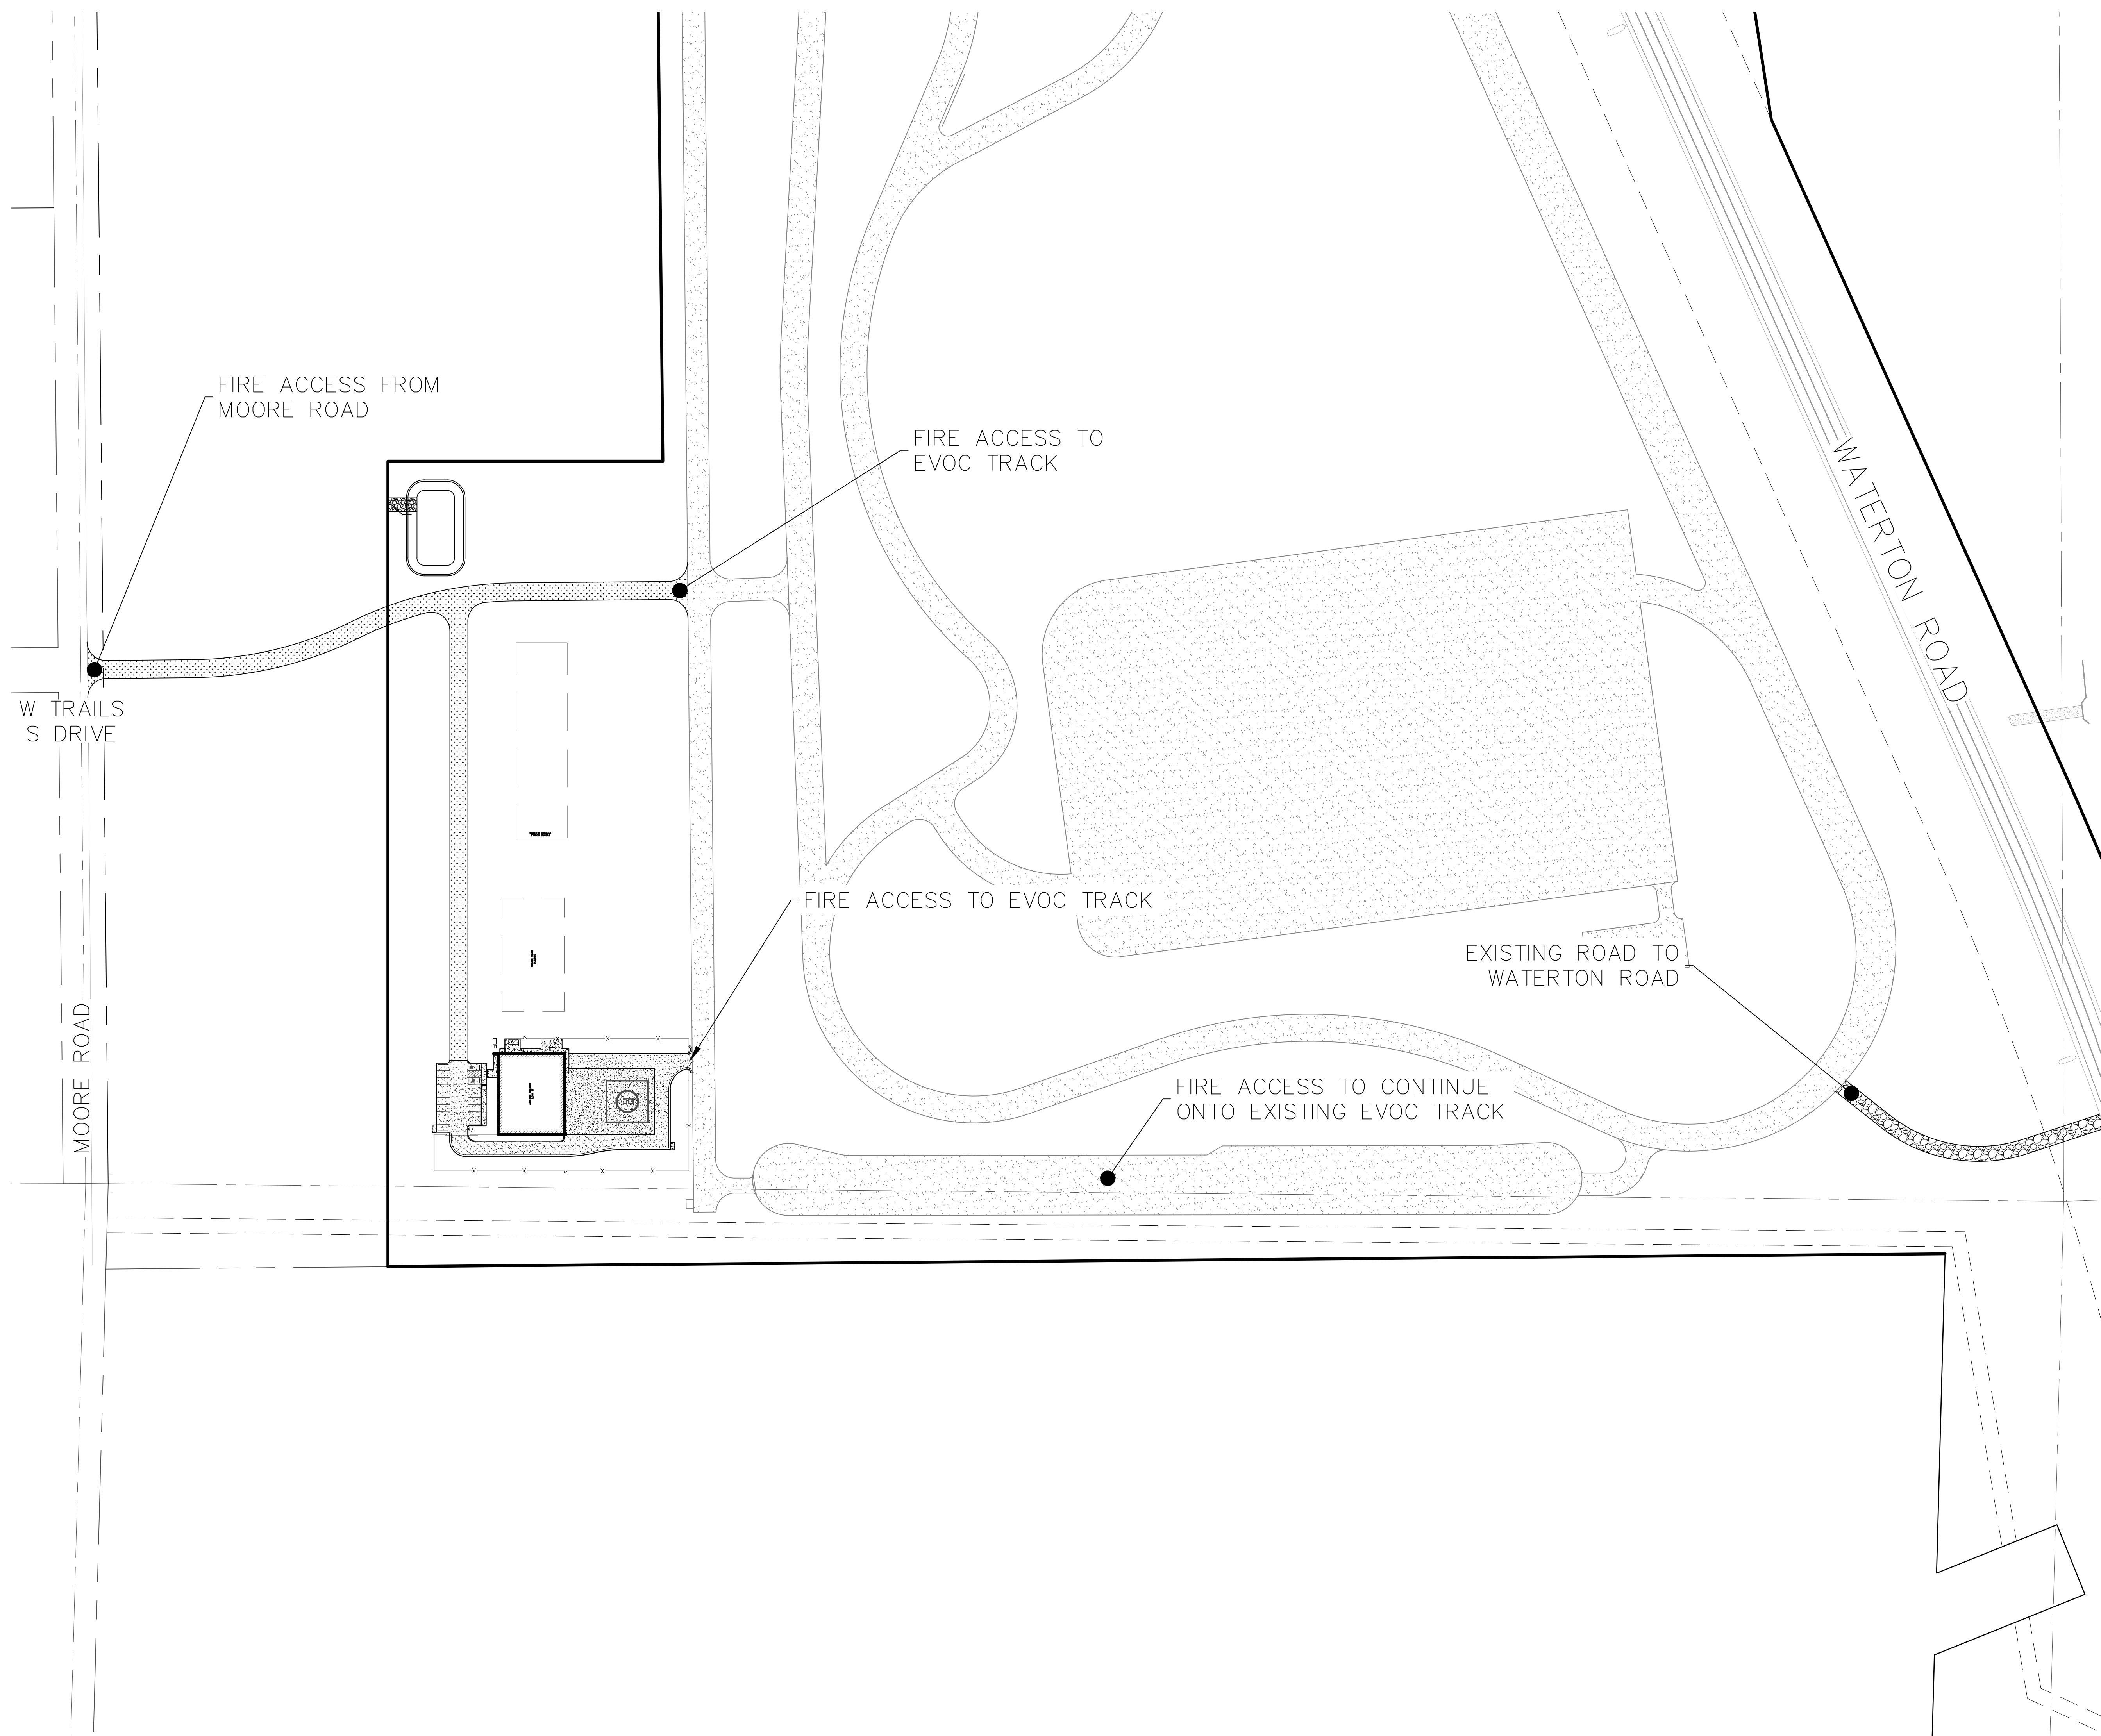 FIRE ACCESS FROM
MOORE ROAD
FIRE ACCESS TO
EVOC TRACK
WATERTON ROAD
W TRAILS
S DRIVE
FIRE ACCESS TO EVOC TRACK
EXISTING ROAD TO
WATERTON ROAD
MOORE ROAD
FIRE ACCESS TO CONTINUE
ONTO EXISTING EVOC TRACK